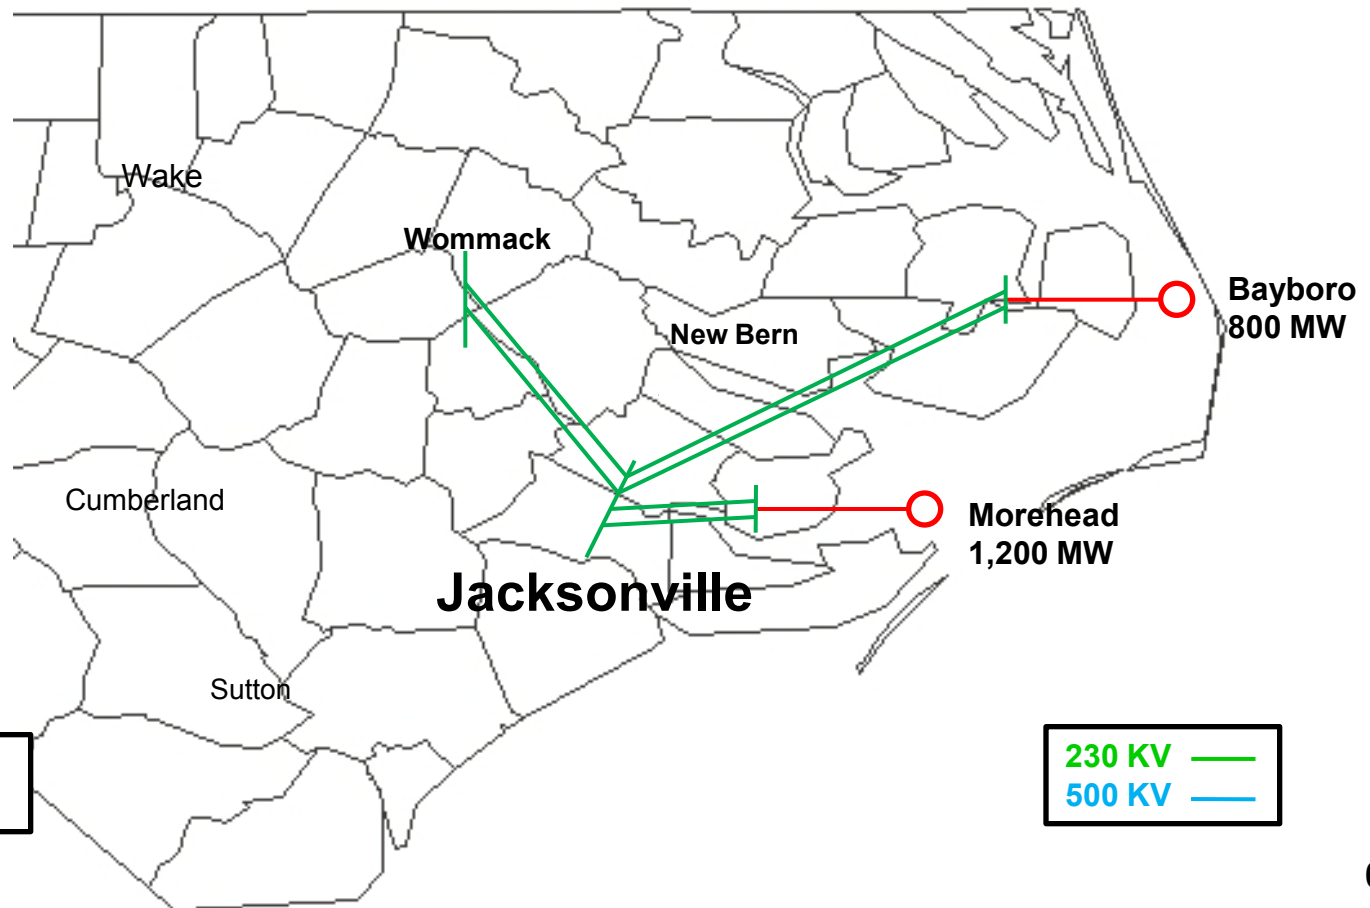 Wake
Wommack
Bayboro
800 MW
New Bern
Cumberland
Morehead
1,200 MW
Jacksonville
Sutton
230 KV
500 KV